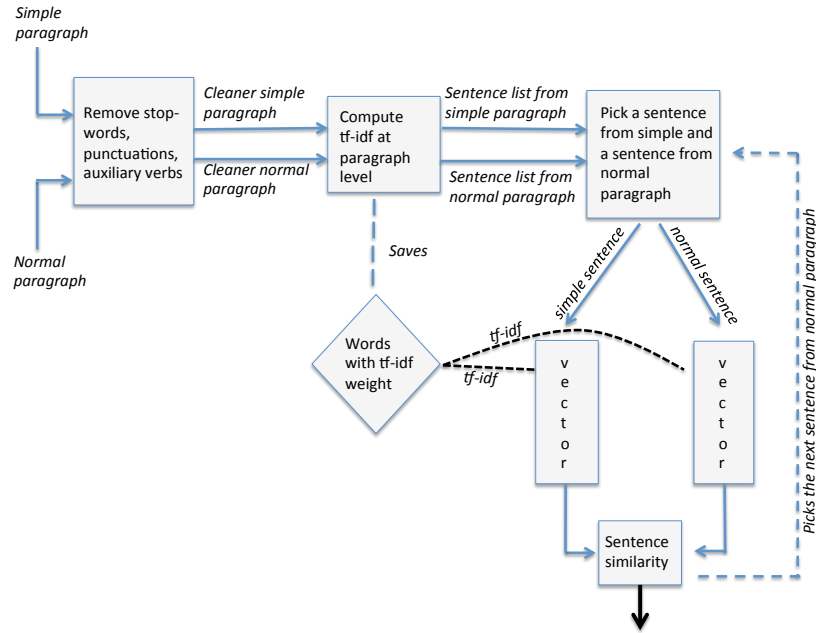 Simple
paragraph
Remove stop-
words,
punctuations,
auxiliary verbs
Normal
paragraph
Cleaner simple
paragraph
Cleaner normal
paragraph
Compute
tf-idf at
paragraph
level
Sentence list from
simple paragraph
Sentence list from
normal paragraph
Pick a sentence
from simple and
a sentence from
normal
paragraph
Saves
Words
with tf-idf
weight
tf-idf
tf-idf
simple sentence
normal sentence
vector
vector
Sentence
similarity
Picks the next sentence from normal paragraph